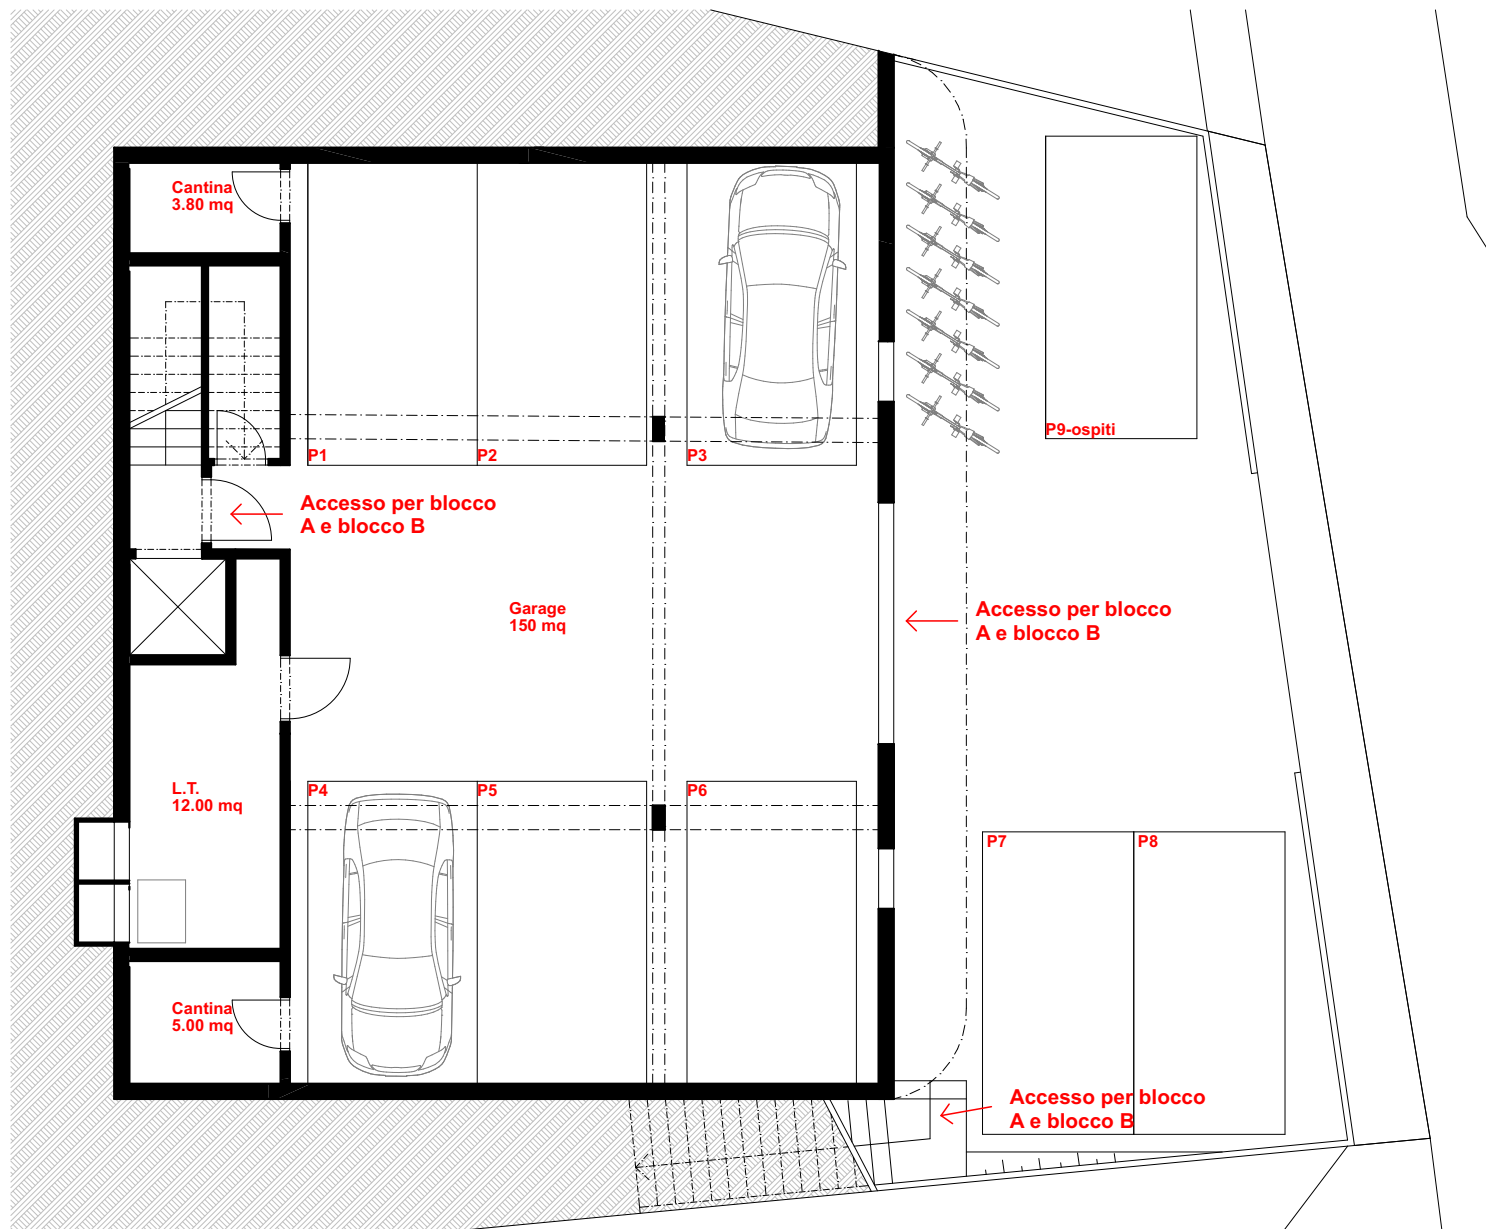 Cantina
3.80 mq
P9-ospiti
P1
P2
P3
Accesso per blocco
A e blocco B
Garage
150 mq
Accesso per blocco
A e blocco B
L.T.
12.00 mq
P4
P5
P6
P7
P8
Cantina
5.00 mq
Accesso per blocco
A e blocco B